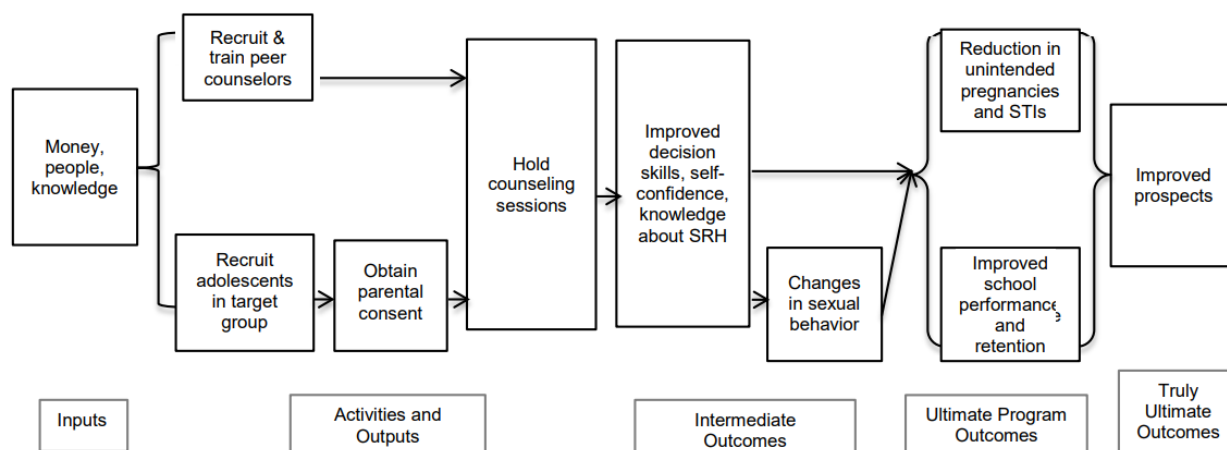 Recruit &
train peer
counselors
Money,
people,
knowledge
Recruit
adolescents
in target
group
Obtain
parental
consent
Hold
counseling
sessions
Improved
decision
skills, self-
confidence,
knowledge
about SRH
Changes
in sexual
behavior
Reduction in
unintended
pregnancies
and STIs
Improved
school
performance
and
retention
Improved
prospects
Inputs
Activities and
Outputs
Intermediate
Outcomes
Ultimate Program
Outcomes
Truly
Ultimate
Outcomes